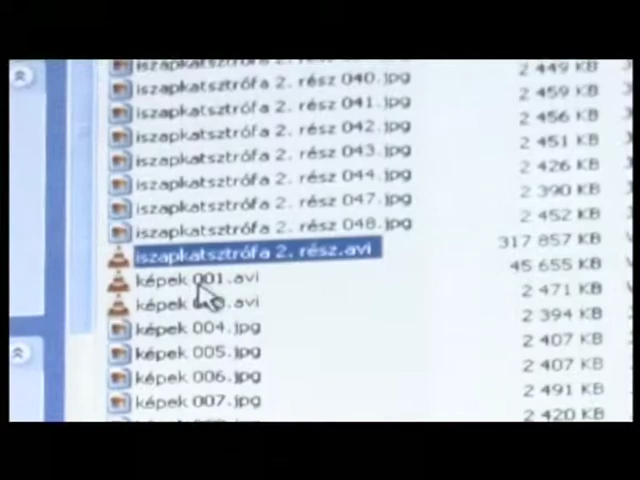 iszapkatsztrófa 2. rész
iszapkatsztrófa 2. rész 040.jpg 2 449 KB
iszapkatsztrófa 2. rész 041.jpg 2 459 KB
iszapkatsztrófa 2. rész 042.jpg 2 456 KB
iszapkatsztrófa 2. rész 043.jpg 2 451 KB
iszapkatsztrófa 2. rész 044.jpg 2 426 KB
iszapkatsztrófa 2. rész 047.jpg 2 390 KB
iszapkatsztrófa 2. rész 048.jpg 2 452 KB
iszapkatsztrófa 2. rész.avi 317 857 KB
képek 001.avi 45 655 KB
képek 2 471 KB
képek 004.jpg 2 394 KB
képek 005.jpg 2 407 KB
képek 006.jpg 2 407 KB
képek 007.jpg 2 491 KB
2 420 KB